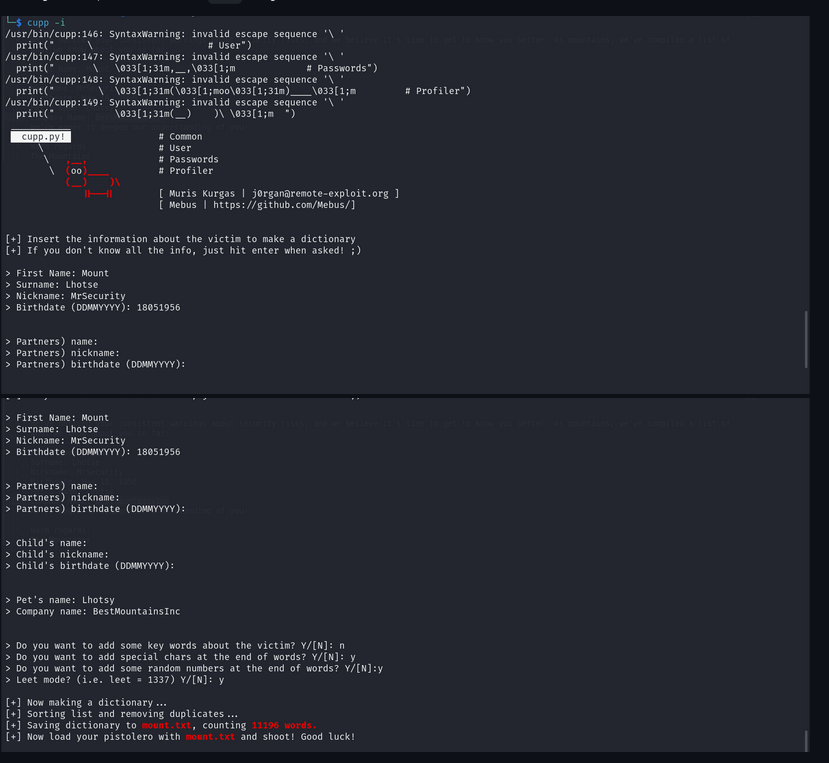 └─$ cupp -i
/usr/bin/cupp:146: SyntaxWarning: invalid escape sequence '\ '
  print("      \                     # User")
/usr/bin/cupp:147: SyntaxWarning: invalid escape sequence '\ '
  print("       \   \033[1;31m,__,\033[1;m             # Passwords")
/usr/bin/cupp:148: SyntaxWarning: invalid escape sequence '\ '
  print("        \  \033[1;31m(\033[1;moo\033[1;31m)____\033[1;m         # Profiler")
/usr/bin/cupp:149: SyntaxWarning: invalid escape sequence '\ '
  print("           \033[1;31m(__)    )\ \033[1;m  ")
cupp.py! # Common
\ # User
\ ,__, # Passwords
\ (oo)____ # Profiler
(__) )\
||--|| [ Muris Kurgas | j0rgan@remote-exploit.org ]
[ Mebus | https://github.com/Mebus/]
[+] Insert the information about the victim to make a dictionary
[+] If you don't know all the info, just hit enter when asked! ;)
> First Name: Mount
> Surname: Lhotse
> Nickname: MrSecurity
> Birthdate (DDMMYYYY): 18051956
> Partners) name:
> Partners) nickname:
> Partners) birthdate (DDMMYYYY):
> First Name: Mount
> Surname: Lhotse
> Nickname: MrSecurity
> Birthdate (DDMMYYYY): 18051956
> Partners) name:
> Partners) nickname:
> Partners) birthdate (DDMMYYYY):
> Child's name:
> Child's nickname:
> Child's birthdate (DDMMYYYY):
> Pet's name: Lhotsy
> Company name: BestMountainsInc
> Do you want to add some key words about the victim? Y/[N]: n
> Do you want to add special chars at the end of words? Y/[N]: y
> Do you want to add some random numbers at the end of words? Y/[N]:y
> Leet mode? (i.e. leet = 1337) Y/[N]: y
[+] Now making a dictionary...
[+] Sorting list and removing duplicates...
[+] Saving dictionary to mount.txt, counting 11196 words.
[+] Now load your pistolero with mount.txt and shoot! Good luck!